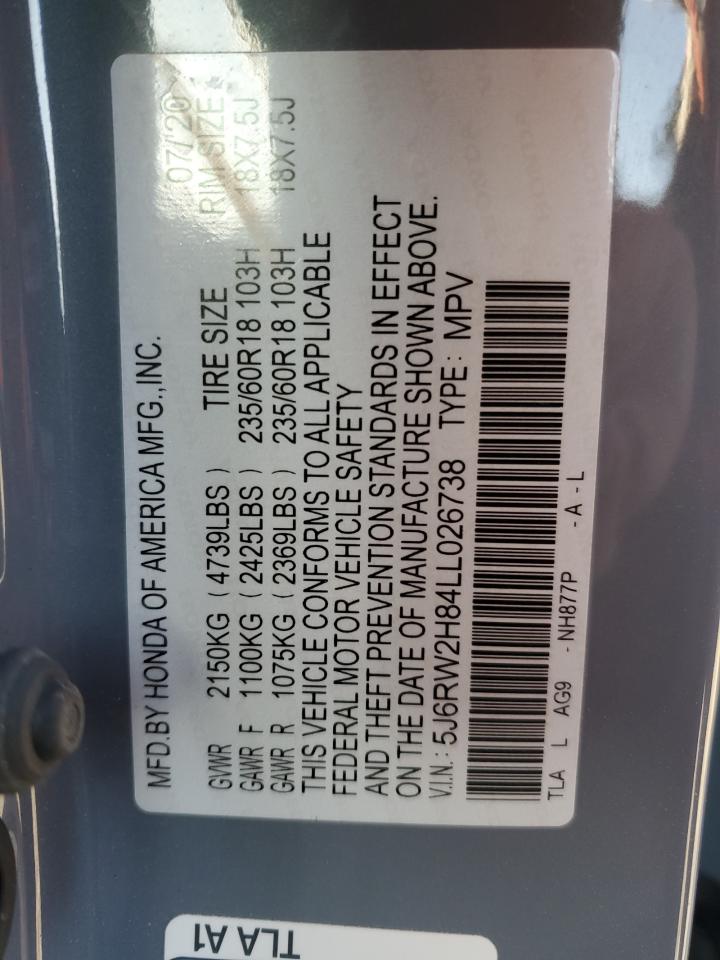 MFD.BY HONDA OF AMERICA MFG.,INC. 07/20
GVWR 2150KG ( 4739LBS ) TIRE SIZE RIM SIZE
GAWR F 1100KG ( 2425LBS ) 235/60R18 103H 18X7.5J
GAWR R 1075KG ( 2369LBS ) 235/60R18 103H 18X7.5J
THIS VEHICLE CONFORMS TO ALL APPLICABLE
FEDERAL MOTOR VEHICLE SAFETY
AND THEFT PREVENTION STANDARDS IN EFFECT
ON THE DATE OF MANUFACTURE SHOWN ABOVE.
V.I.N.: 5J6RW2H84LL026738 TYPE: MPV
TLA L AG9 -NH877P -A-L
TLA A1